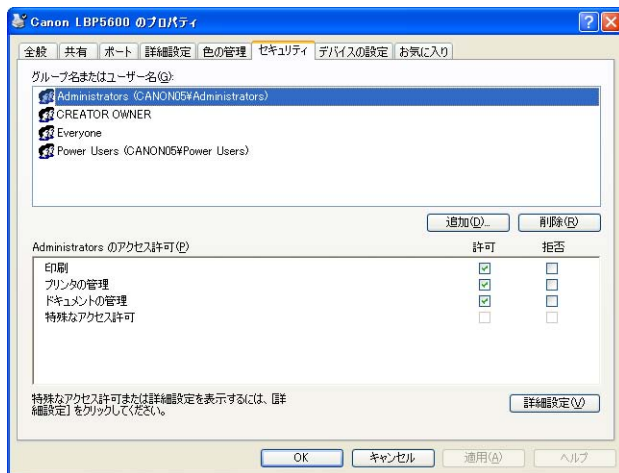 Canon LBP5600 のプロパティ
全般 共有 ポート 詳細設定 色の管理 セキュリティ デバイスの設定 お気に入り
グループ名またはユーザー名(G):
Administrators (CANON05¥Administrators)
CREATOR OWNER
Everyone
Power Users (CANON05¥Power Users)
追加(D)... 削除(R)
Administrators のアクセス許可(P) 許可 拒否
印刷
プリンタの管理
ドキュメントの管理
特殊なアクセス許可
特殊なアクセス許可または詳細設定を表示するには、[詳
細設定] をクリックしてください。
詳細設定(V)
OK キャンセル 適用(A) ヘルプ